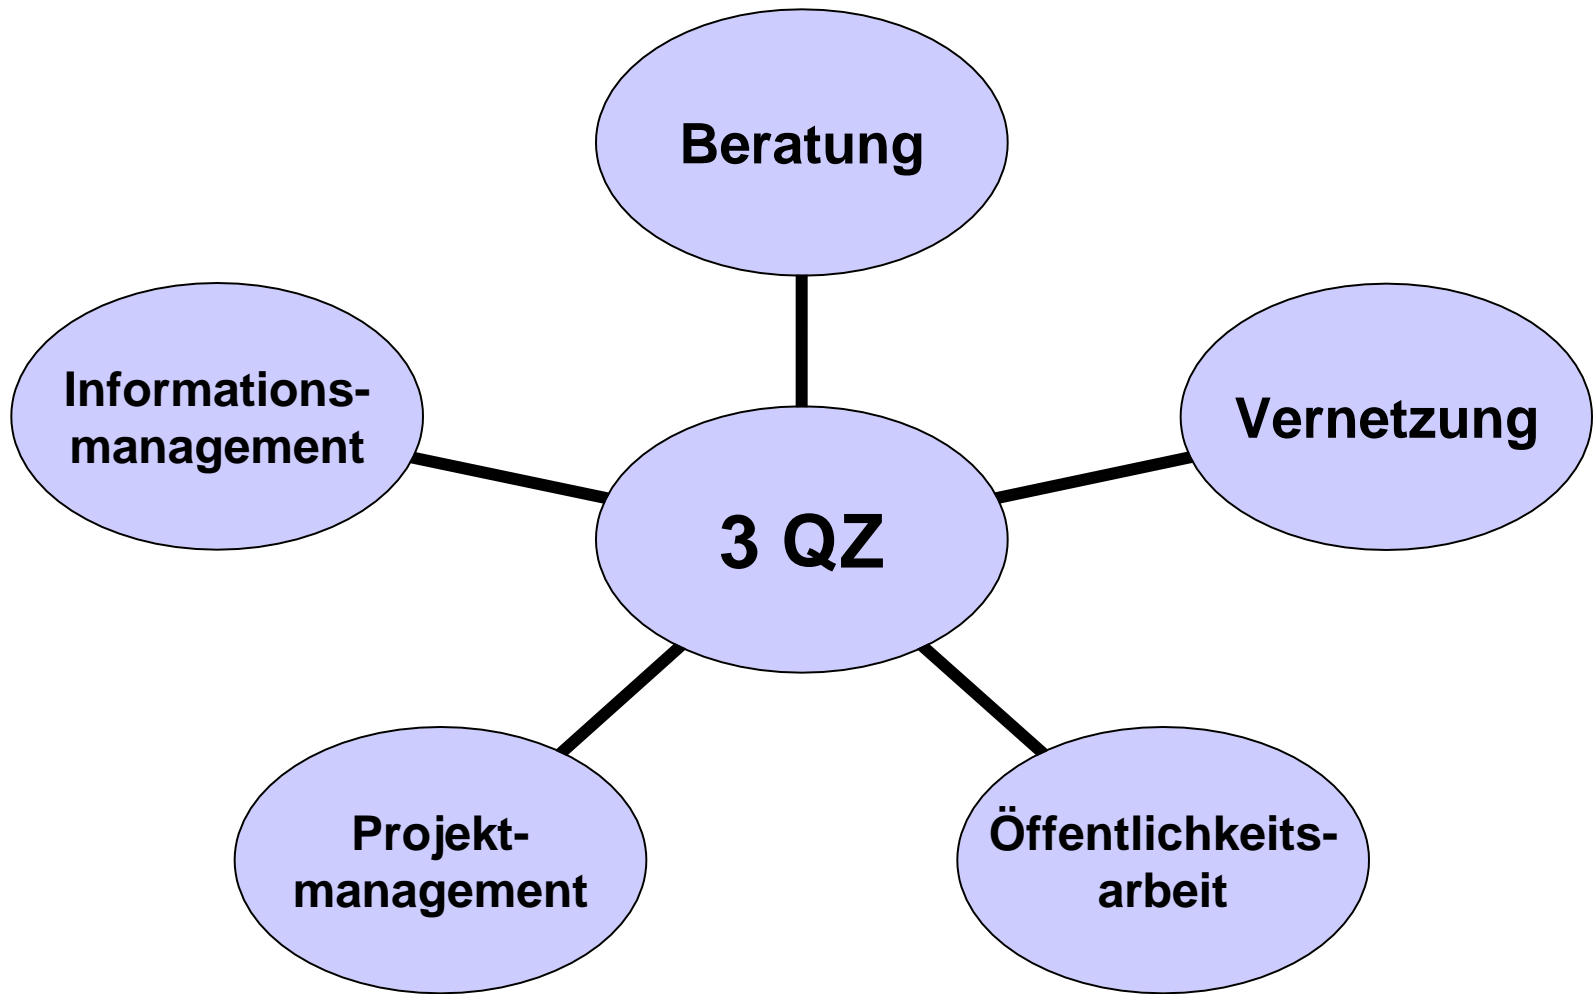 Beratung
Informations-
management
Vernetzung
3 QZ
Projekt-
management
Öffentlichkeits-
arbeit